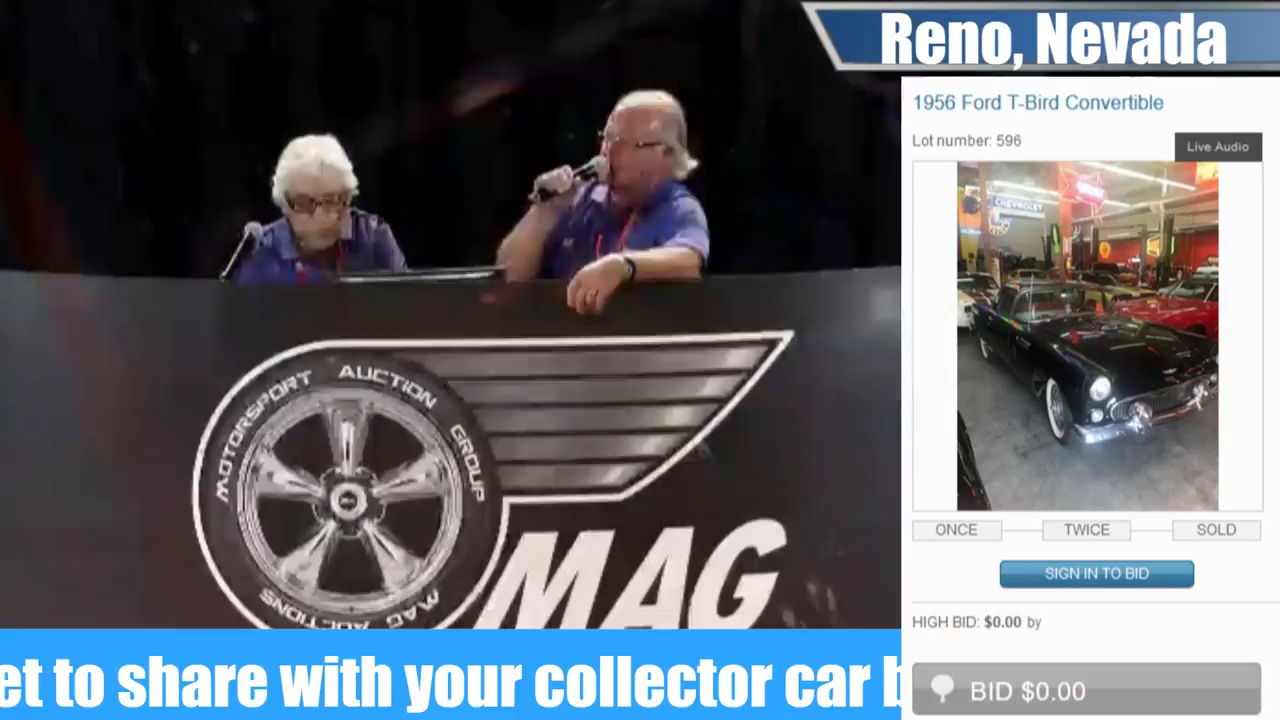 Reno, Nevada
1956 Ford T-Bird Convertible
Lot number: 596
Live Audio
CHEVROLET
ONCE
TWICE
SOLD
SIGN IN TO BID
HIGH BID: $0.00 by
BID $0.00
MOTORSPORT AUCTION GROUP
MAG AUCTIONS
MAG
et to share with your collector car b